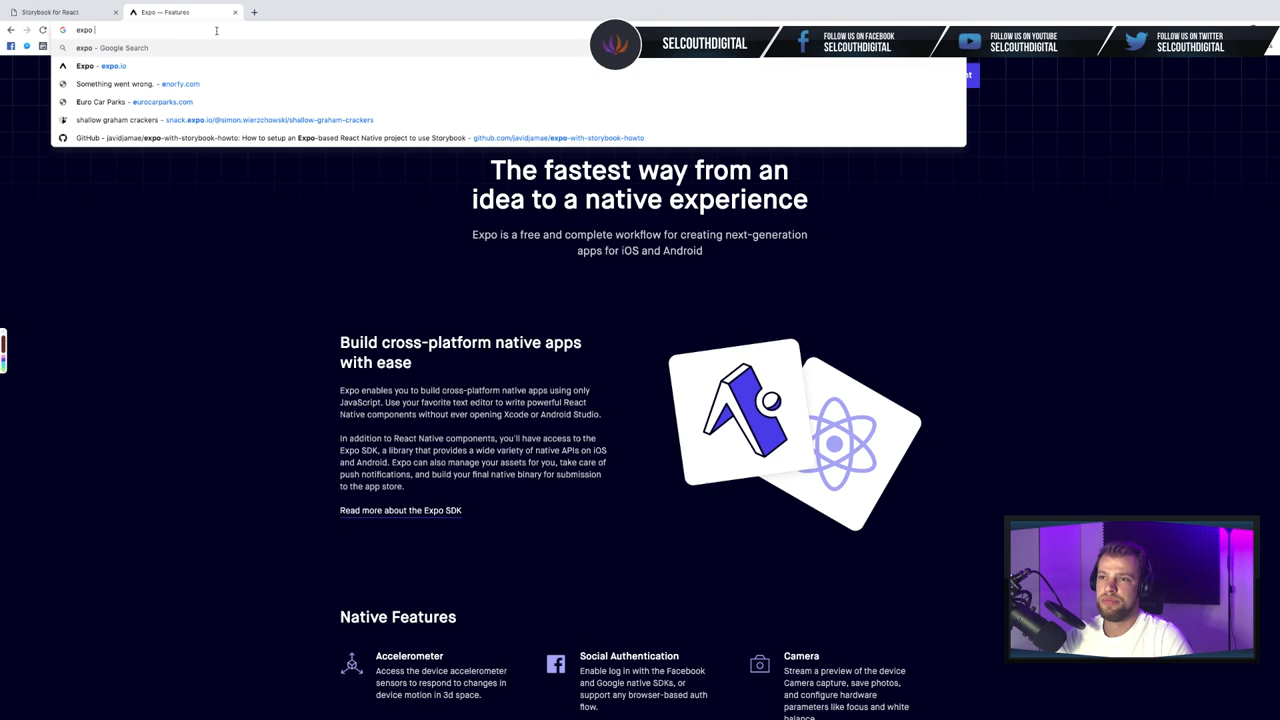 Storybook for React
Expo — Features
expo
expo - Google Search
Expo - expo.io
Something went wrong. - enorfy.com
Euro Car Parks - eurocarparks.com
shallow graham crackers - snack.expo.io/@simon.wierzchowski/shallow-graham-crackers
GitHub - javidjamae/expo-with-storybook-howto: How to setup an Expo-based React Native project to use Storybook - github.com/javidjamae/expo-with-storybook-howto
SELCOUTHDIGITAL
FOLLOW US ON FACEBOOK
SELCOUTHDIGITAL
FOLLOW US ON YOUTUBE
SELCOUTHDIGITAL
FOLLOW US ON TWITTER
SELCOUTHDIGITAL
The fastest way from an
idea to a native experience
Expo is a free and complete workflow for creating next-generation
apps for iOS and Android
Build cross-platform native apps
with ease
Expo enables you to build cross-platform native apps using only
JavaScript. Use your favorite text editor to write powerful React
Native components without ever opening Xcode or Android Studio.
In addition to React Native components, you'll have access to the
Expo SDK, a library that provides a wide variety of native APIs on iOS
and Android. Expo can also manage your assets for you, take care of
push notifications, and build your final native binary for submission
to the app store.
Read more about the Expo SDK
Native Features
Accelerometer
Access the device accelerometer
sensors to respond to changes in
device motion in 3d space.
Social Authentication
Enable log in with the Facebook
and Google native SDKs, or
support any browser-based auth
flow.
Camera
Stream a preview of the device
Camera capture, save photos,
and configure hardware
parameters like focus and white
balance.